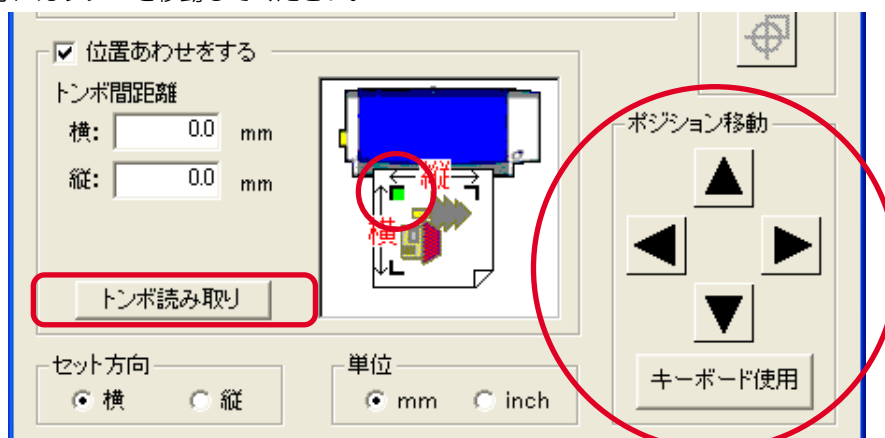 位置あわせをする
トンボ間距離
横: 0.0 mm
縦: 0.0 mm
縦
横
トンボ読み取り
ポジション移動
キーボード使用
セット方向
横 縦
単位
mm inch